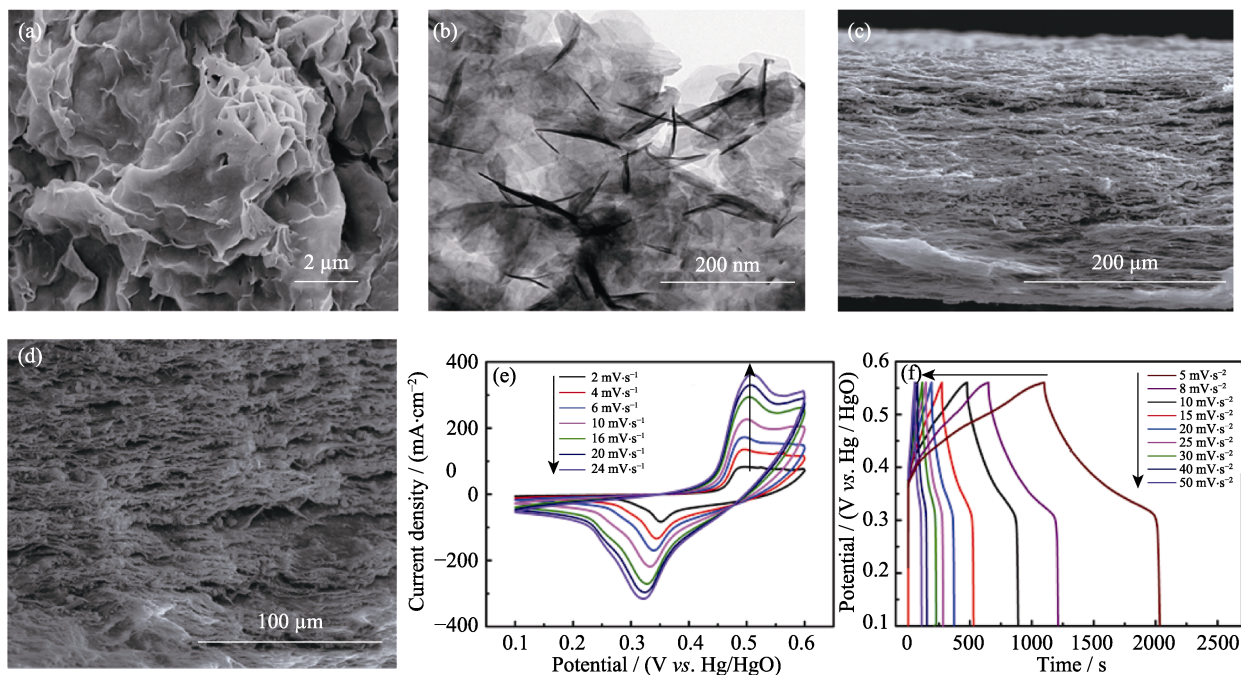 (a)
2 μm
(b)
200 nm
(c)
200 μm
(d)
100 μm
(e)
2 mV·s⁻¹
4 mV·s⁻¹
6 mV·s⁻¹
10 mV·s⁻¹
16 mV·s⁻¹
20 mV·s⁻¹
24 mV·s⁻¹
400
200
0
0
−200
−400
Current density / (mA·cm⁻²)
0.1
0.2
0.3
0.4
0.5
0.6
Potential / (V vs. Hg/HgO)
(f)
5 mV·s⁻²
8 mV·s⁻²
10 mV·s⁻²
15 mV·s⁻²
20 mV·s⁻²
25 mV·s⁻²
30 mV·s⁻²
40 mV·s⁻²
50 mV·s⁻²
0.6
0.5
0.4
0.3
0.2
0.1
Potential / (V vs. Hg / HgO)
0
500
1000
1500
2000
2500
Time / s